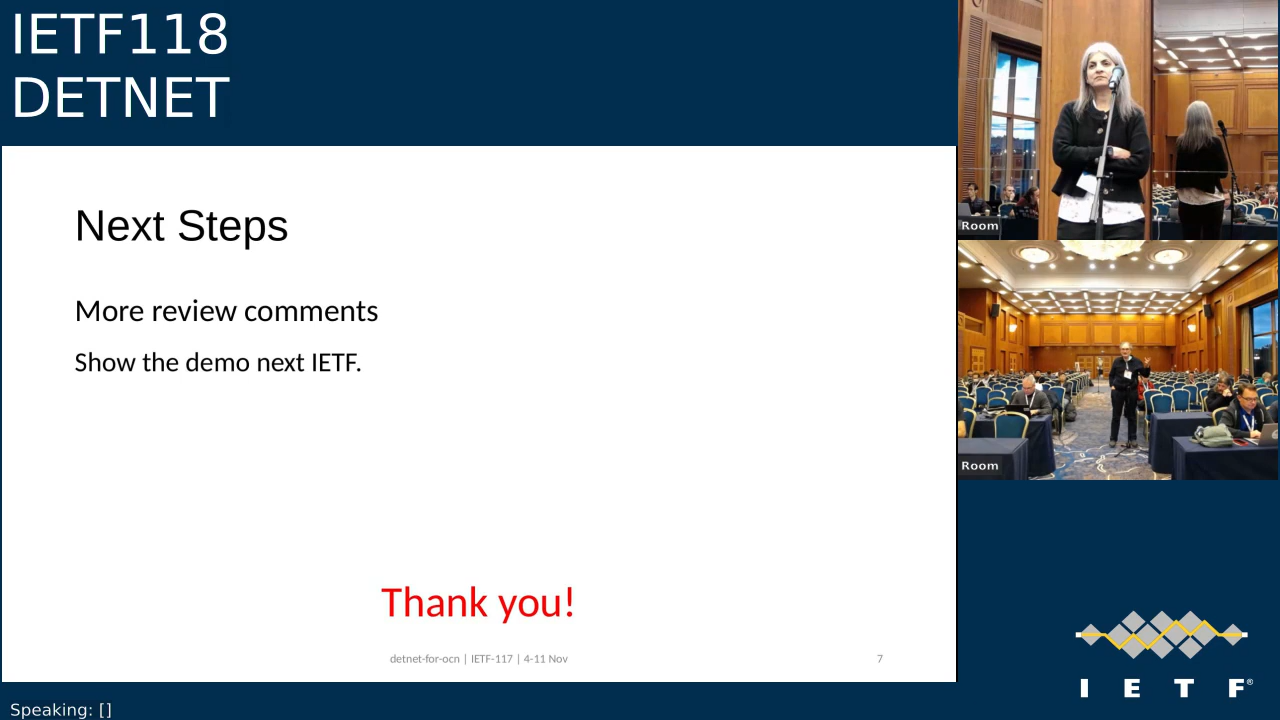 IETF118
DETNET
Next Steps
More review comments
Show the demo next IETF.
Thank you!
detnet-for-ocn | IETF-117 | 4-11 Nov
7
Room
Room
I E T F®
Speaking: []